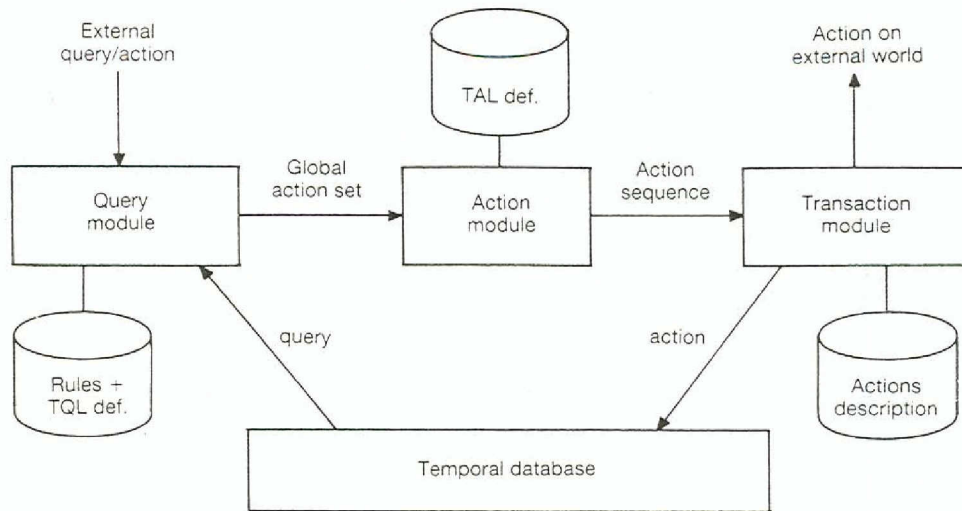 External
query/action
Action on
external world
TAL def.
Global
action set
Action
sequence
Query
module
Action
module
Transaction
module
query
action
Rules +
TQL def.
Actions
description
Temporal database